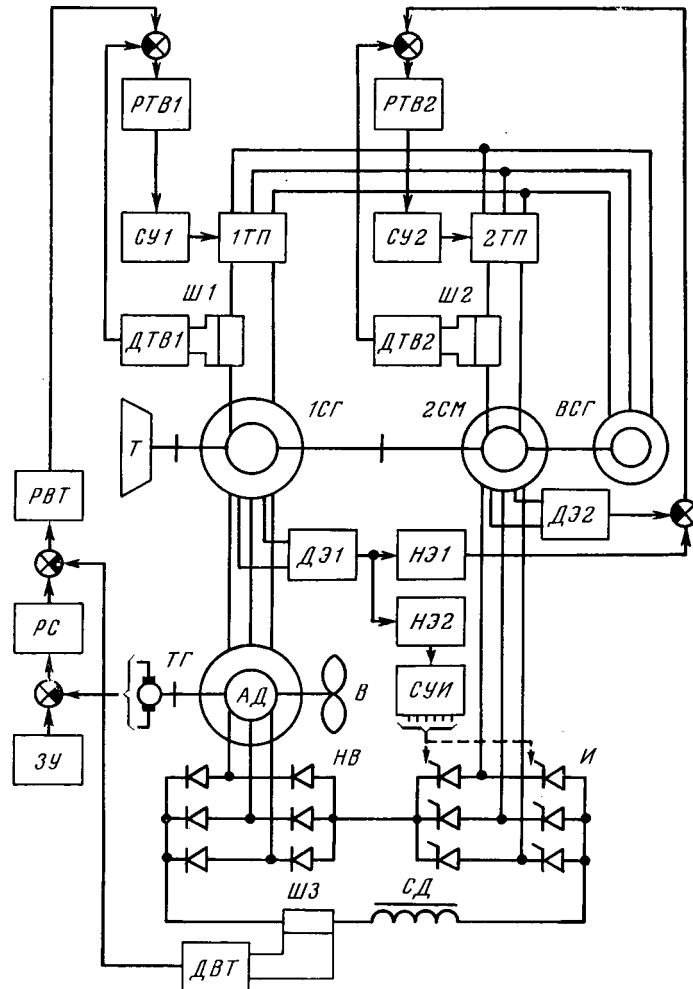 РТВ1
РТВ2
СУ1
1ТП
СУ2
2ТП
Ш1
Ш2
ДТВ1
ДТВ2
1СГ
2СМ
ВСГ
Т
РВТ
ДЭ2
ДЭ1
НЭ1
РС
НЭ2
ТГ
АД
В
СУИ
ЗУ
НВ
И
Ш3
СД
ДВТ